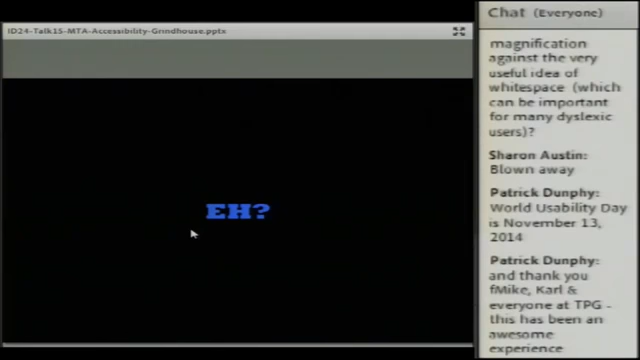 ID24-Talk15-MTA-Accessibility-Grindhouse.pptx
EH?
Chat (Everyone)
magnification
against the very
useful idea of
whitespace (which
can be important
for many dyslexic
users)?
Sharon Austin:
Blown away
Patrick Dunphy:
World Usability Day
is November 13,
2014
Patrick Dunphy:
and thank you
fMike, Karl &
everyone at TPG -
this has been an
awesome
experience